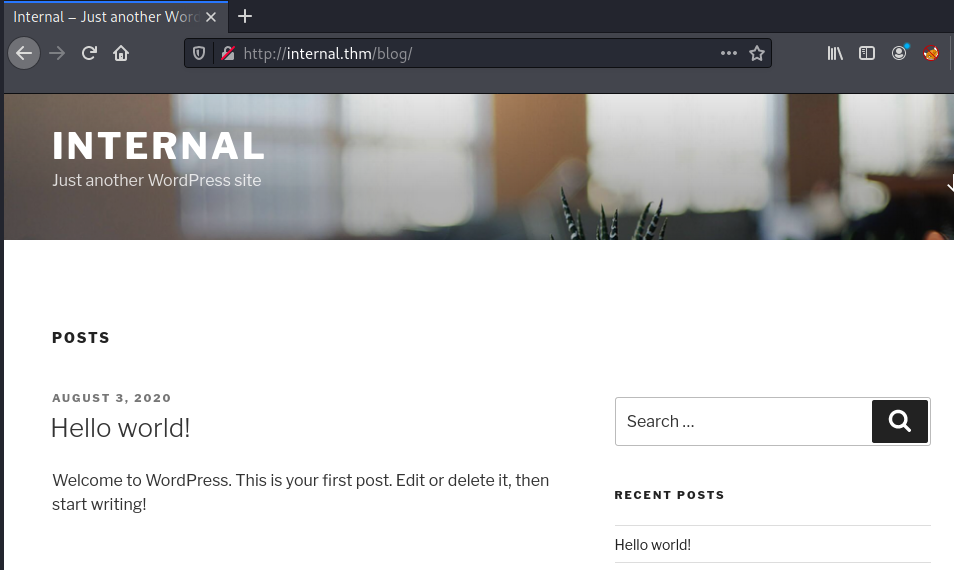 Internal – Just another Word
http://internal.thm/blog/
INTERNAL
Just another WordPress site
POSTS
AUGUST 3, 2020
Hello world!
Welcome to WordPress. This is your first post. Edit or delete it, then
start writing!
Search …
RECENT POSTS
Hello world!